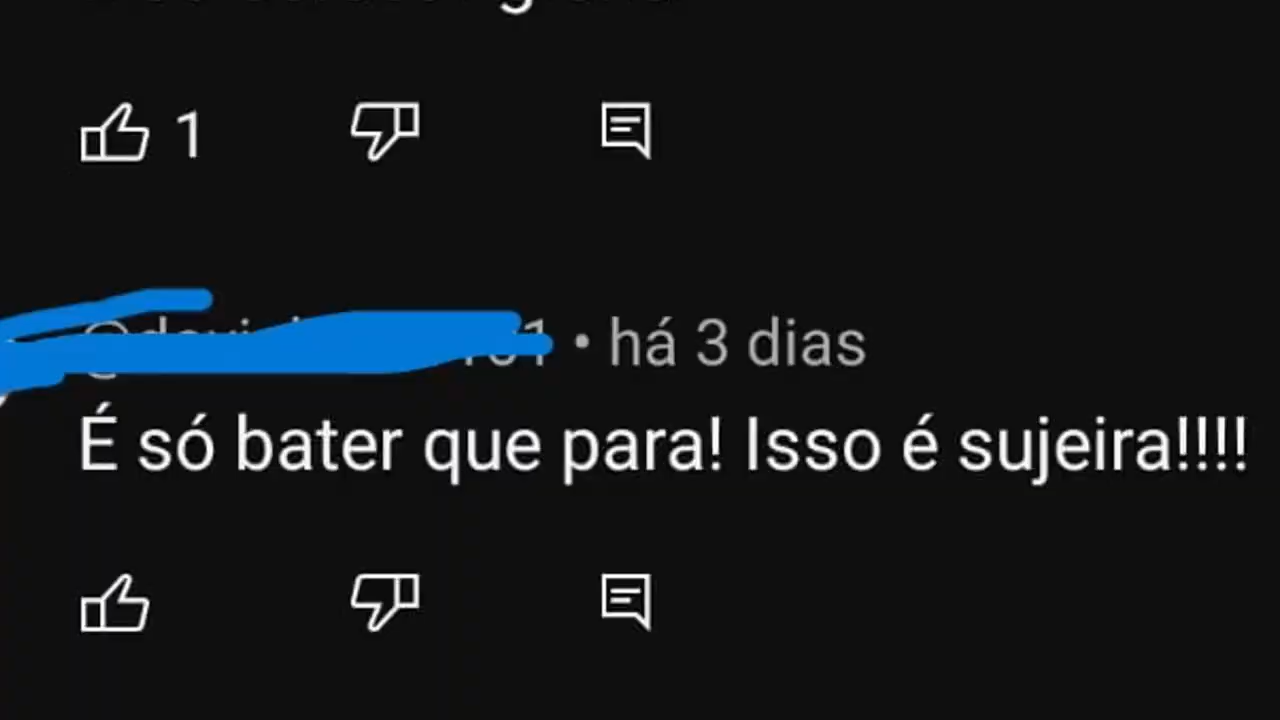 1
• há 3 dias
É só bater que para! Isso é sujeira!!!!